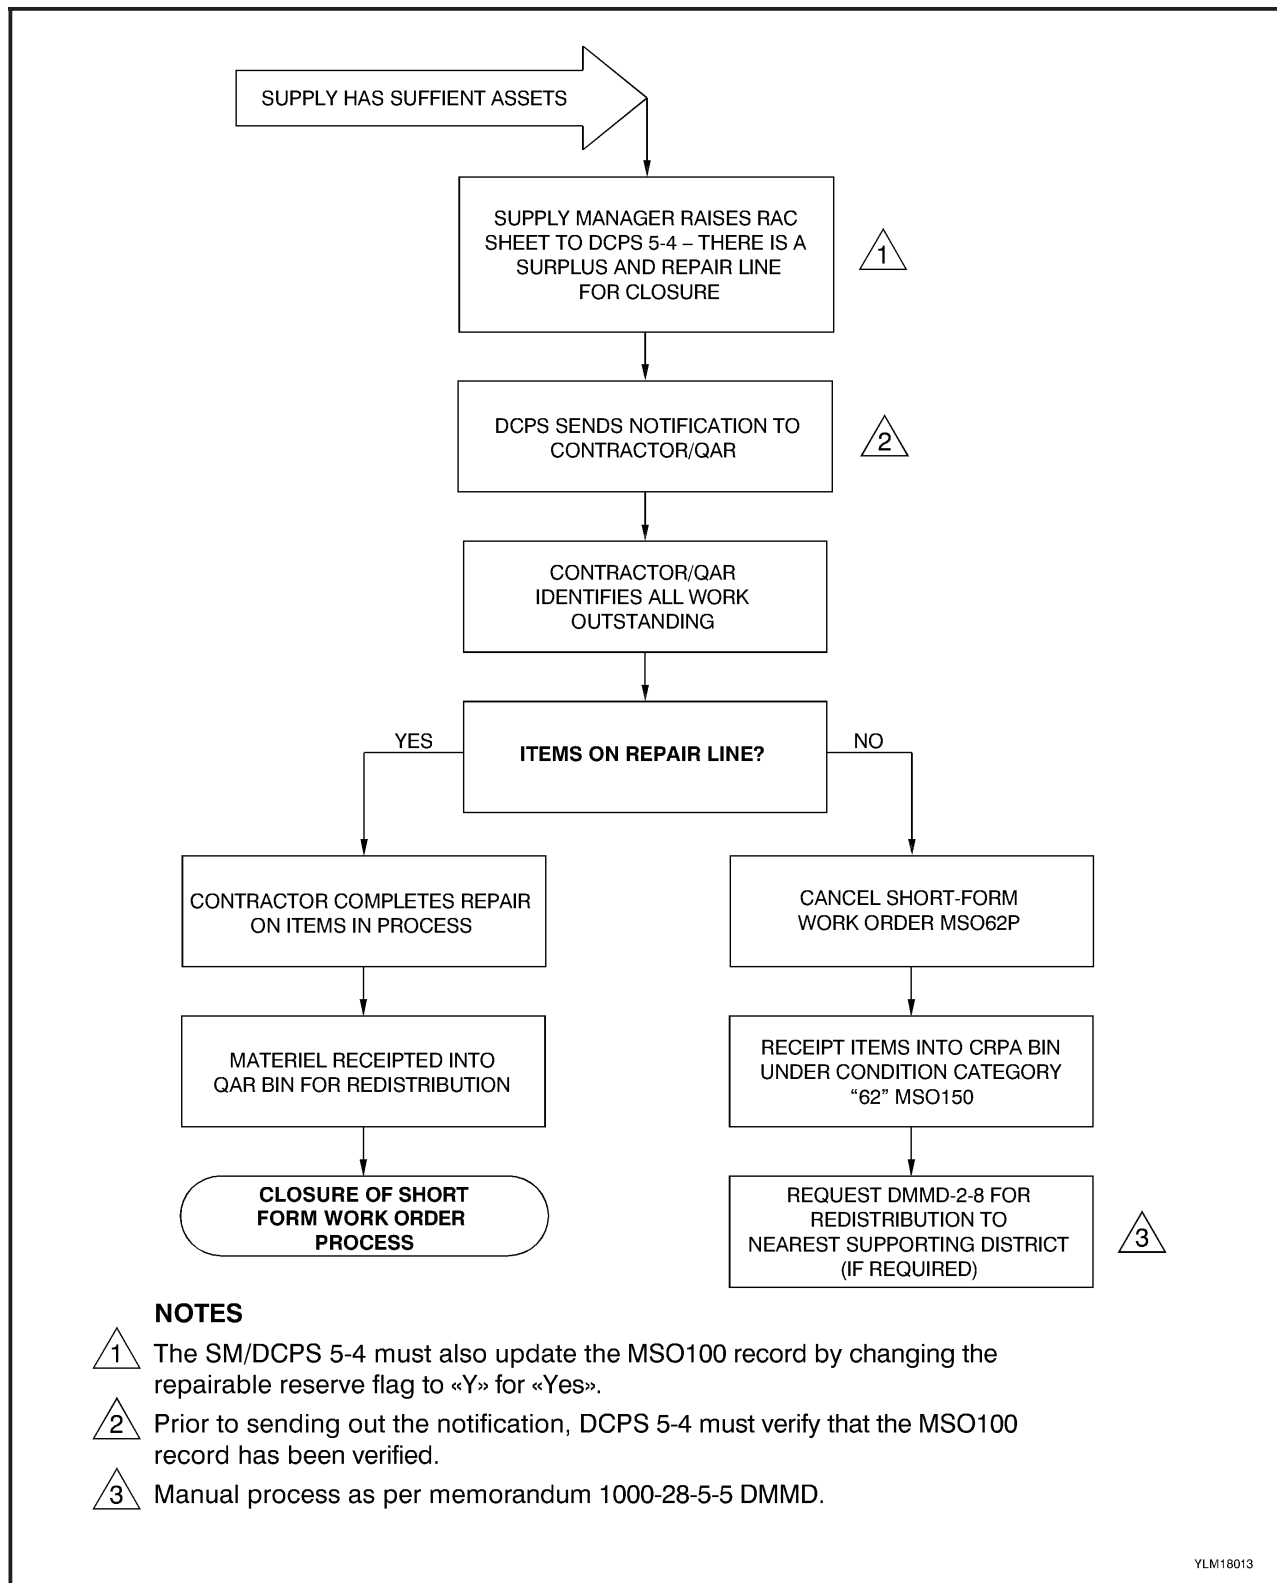 SUPPLY HAS SUFFIENT ASSETS
SUPPLY MANAGER RAISES RAC
SHEET TO DCPS 5-4 – THERE IS A
SURPLUS AND REPAIR LINE
FOR CLOSURE
1
DCPS SENDS NOTIFICATION TO
CONTRACTOR/QAR
2
CONTRACTOR/QAR
IDENTIFIES ALL WORK
OUTSTANDING
YES
ITEMS ON REPAIR LINE?
NO
CONTRACTOR COMPLETES REPAIR
ON ITEMS IN PROCESS
CANCEL SHORT-FORM
WORK ORDER MSO62P
MATERIEL RECEIPTED INTO
QAR BIN FOR REDISTRIBUTION
RECEIPT ITEMS INTO CRPA BIN
UNDER CONDITION CATEGORY
“62” MSO150
CLOSURE OF SHORT
FORM WORK ORDER
PROCESS
REQUEST DMMD-2-8 FOR
REDISTRIBUTION TO
NEAREST SUPPORTING DISTRICT
(IF REQUIRED)
3
NOTES
1 The SM/DCPS 5-4 must also update the MSO100 record by changing the
repairable reserve flag to «Y» for «Yes».
2 Prior to sending out the notification, DCPS 5-4 must verify that the MSO100
record has been verified.
3 Manual process as per memorandum 1000-28-5-5 DMMD.
YLM18013